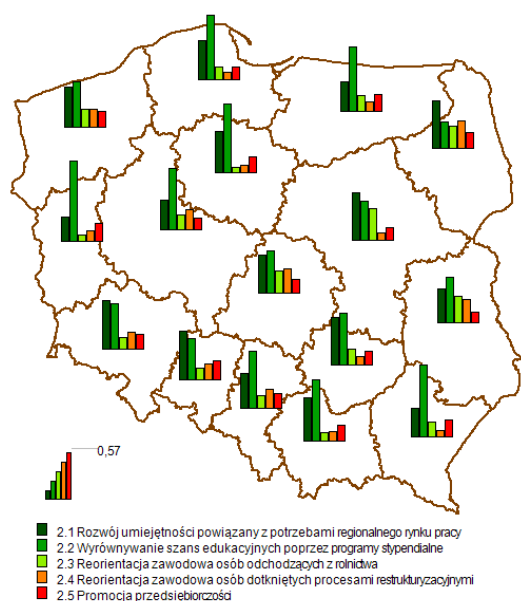 0,57
2.1 Rozwój umiejętności powiązany z potrzebami regionalnego rynku pracy
2.2 Wyrównywanie szans edukacyjnych poprzez programy stypendialne
2.3 Reorientacja zawodowa osób odchodzących z rolnictwa
2.4 Reorientacja zawodowa osób dotkniętych procesami restrukturyzacyjnymi
2.5 Promocja przedsiębiorczości